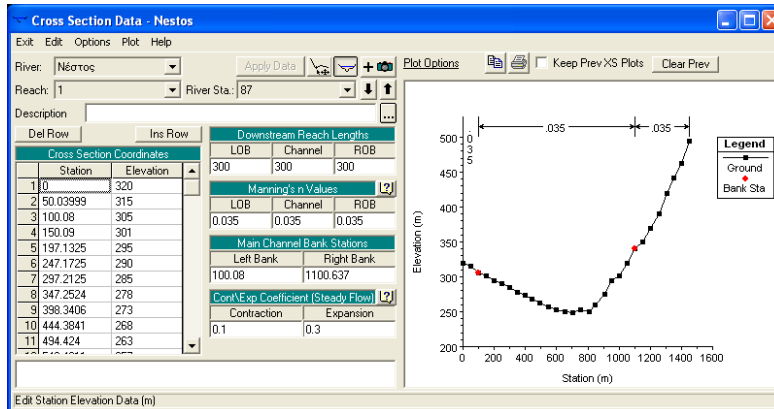 Cross Section Data - Nestos
Exit Edit Options Plot Help
River: Νέστος
Apply Data
Plot Options
Keep Prev XS Plots
Clear Prev
Reach: 1
River Sta.: 87
Description
...
Del Row
Ins Row
Cross Section Coordinates
Station Elevation
1 0 320
2 50.03999 315
3 100.08 305
4 150.09 301
5 197.1325 295
6 247.1725 290
7 297.2125 285
8 347.2524 278
9 398.3406 273
10 444.3841 268
11 494.424 263
Downstream Reach Lengths
LOB Channel ROB
300 300 300
Manning's n Values
LOB Channel ROB
0.035 0.035 0.035
Main Channel Bank Stations
Left Bank Right Bank
100.08 1100.637
Cont\Exp Coefficient (Steady Flow)
Contraction Expansion
0.1 0.3
.035
.035
.035
500
450
400
350
300
250
200
Elevation (m)
0 200 400 600 800 1000 1200 1400 1600
Station (m)
Legend
Ground
Bank Sta
Edit Station Elevation Data (m)